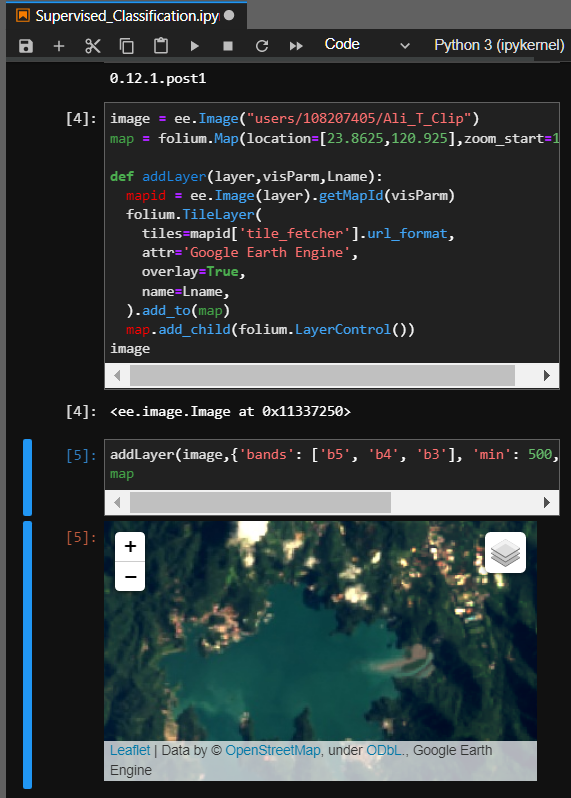 Supervised_Classification.ipy
Code
Python 3 (ipykernel)
0.12.1.post1
[4]:
image = ee.Image("users/108207405/Ali_T_Clip")
map = folium.Map(location=[23.8625,120.925],zoom_start=1
def addLayer(layer,visParm,Lname):
  mapid = ee.Image(layer).getMapId(visParm)
  folium.TileLayer(
    tiles=mapid['tile_fetcher'].url_format,
    attr='Google Earth Engine',
    overlay=True,
    name=Lname,
  ).add_to(map)
  map.add_child(folium.LayerControl())
image
[4]:
<ee.image.Image at 0x11337250>
[5]:
addLayer(image,{'bands': ['b5', 'b4', 'b3'], 'min': 500,
map
[5]:
+
−
Leaflet | Data by © OpenStreetMap, under ODbL., Google Earth
Engine